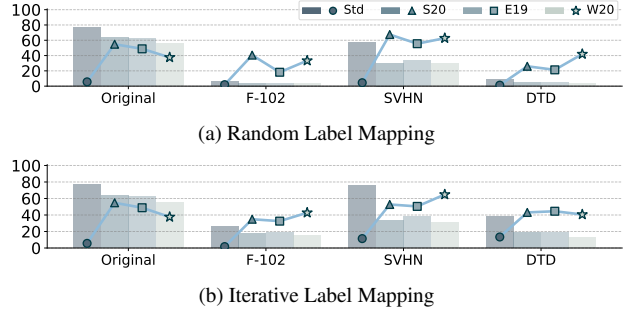 Std S20 E19 W20
100
80
60
40
20
0
Original F-102 SVHN DTD
(a) Random Label Mapping
100
80
60
40
20
0
Original F-102 SVHN DTD
(b) Iterative Label Mapping